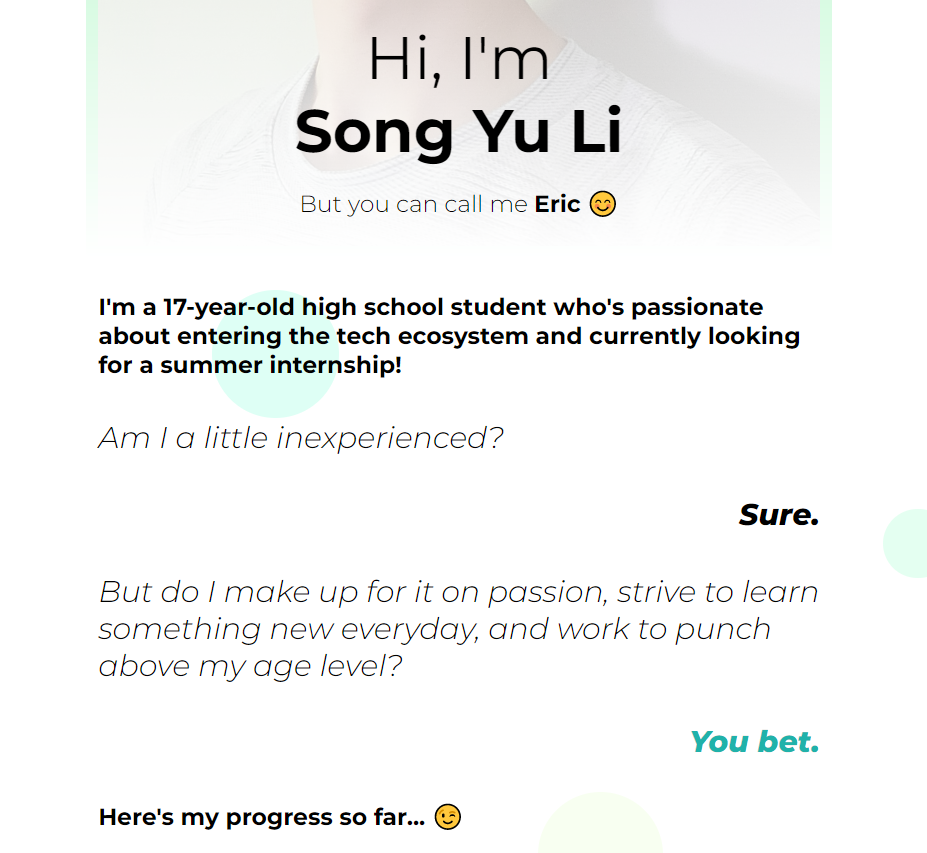 Hi, I'm
Song Yu Li
But you can call me Eric 😊
I'm a 17-year-old high school student who's passionate
about entering the tech ecosystem and currently looking
for a summer internship!
Am I a little inexperienced?
Sure.
But do I make up for it on passion, strive to learn
something new everyday, and work to punch
above my age level?
You bet.
Here's my progress so far... 😉